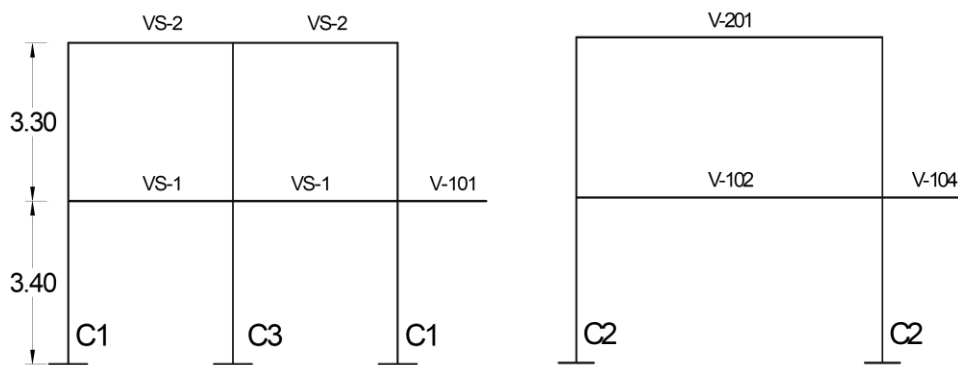 VS-2 VS-2 V-201
3.30
VS-1 VS-1 V-101 V-102 V-104
3.40
C1 C3 C1 C2 C2